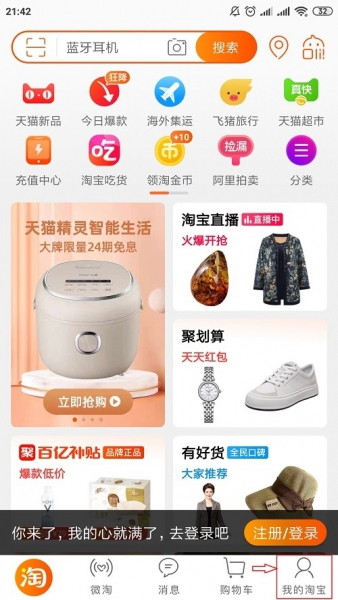 21:42
32
蓝牙耳机
搜索
Oli!
狂降
真快
天猫新品
今日爆款
海外集运
飞猪旅行
天猫超市
吃
+10
捡漏
充值中心
淘宝吃货
领淘金币
阿里拍卖
分类
天猫精灵智能生活
大牌限量24期免息
立即抢购
淘宝直播
直播中
火爆开抢
聚划算
天天红包
聚百亿补贴
品牌正品
爆款低价
有好货
全民口碑
大家推荐
你来了，我的心就满了，去登录吧
注册/登录
淘
微淘
消息
购物车
我的淘宝